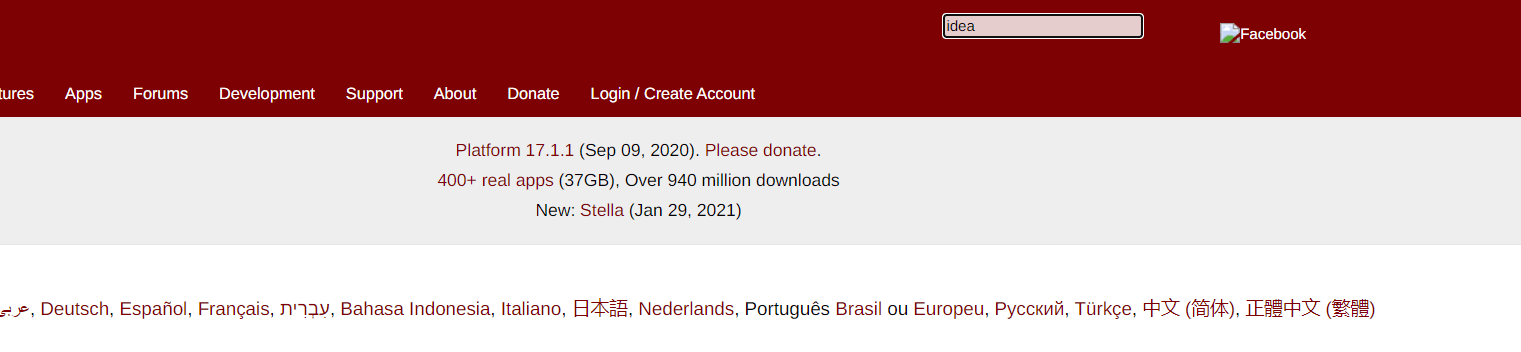 idea
Facebook
tures Apps Forums Development Support About Donate Login / Create Account
Platform 17.1.1 (Sep 09, 2020). Please donate.
400+ real apps (37GB), Over 940 million downloads
New: Stella (Jan 29, 2021)
عربي, Deutsch, Español, Français, עִבְרִית, Bahasa Indonesia, Italiano, 日本語, Nederlands, Português Brasil ou Europeu, Русский, Türkçe, 中文 (简体), 正體中文 (繁體)